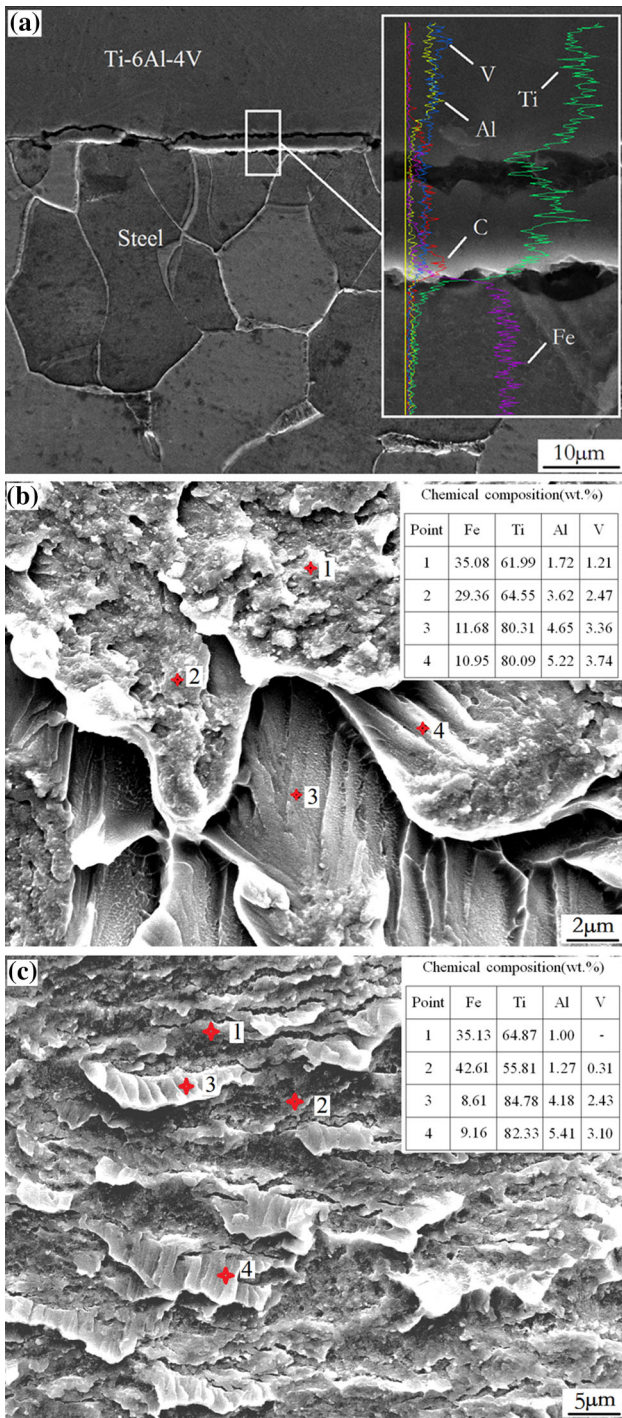 (a)
Ti-6Al-4V
V
Ti
Al
Steel
C
Fe
10μm
(b)
Chemical composition(wt.%)
Point Fe Ti Al V
1 35.08 61.99 1.72 1.21
2 29.36 64.55 3.62 2.47
3 11.68 80.31 4.65 3.36
4 10.95 80.09 5.22 3.74
1
2
4
3
2μm
(c)
Chemical composition(wt.%)
Point Fe Ti Al V
1 35.13 64.87 1.00 -
2 42.61 55.81 1.27 0.31
3 8.61 84.78 4.18 2.43
4 9.16 82.33 5.41 3.10
1
3
2
4
5μm